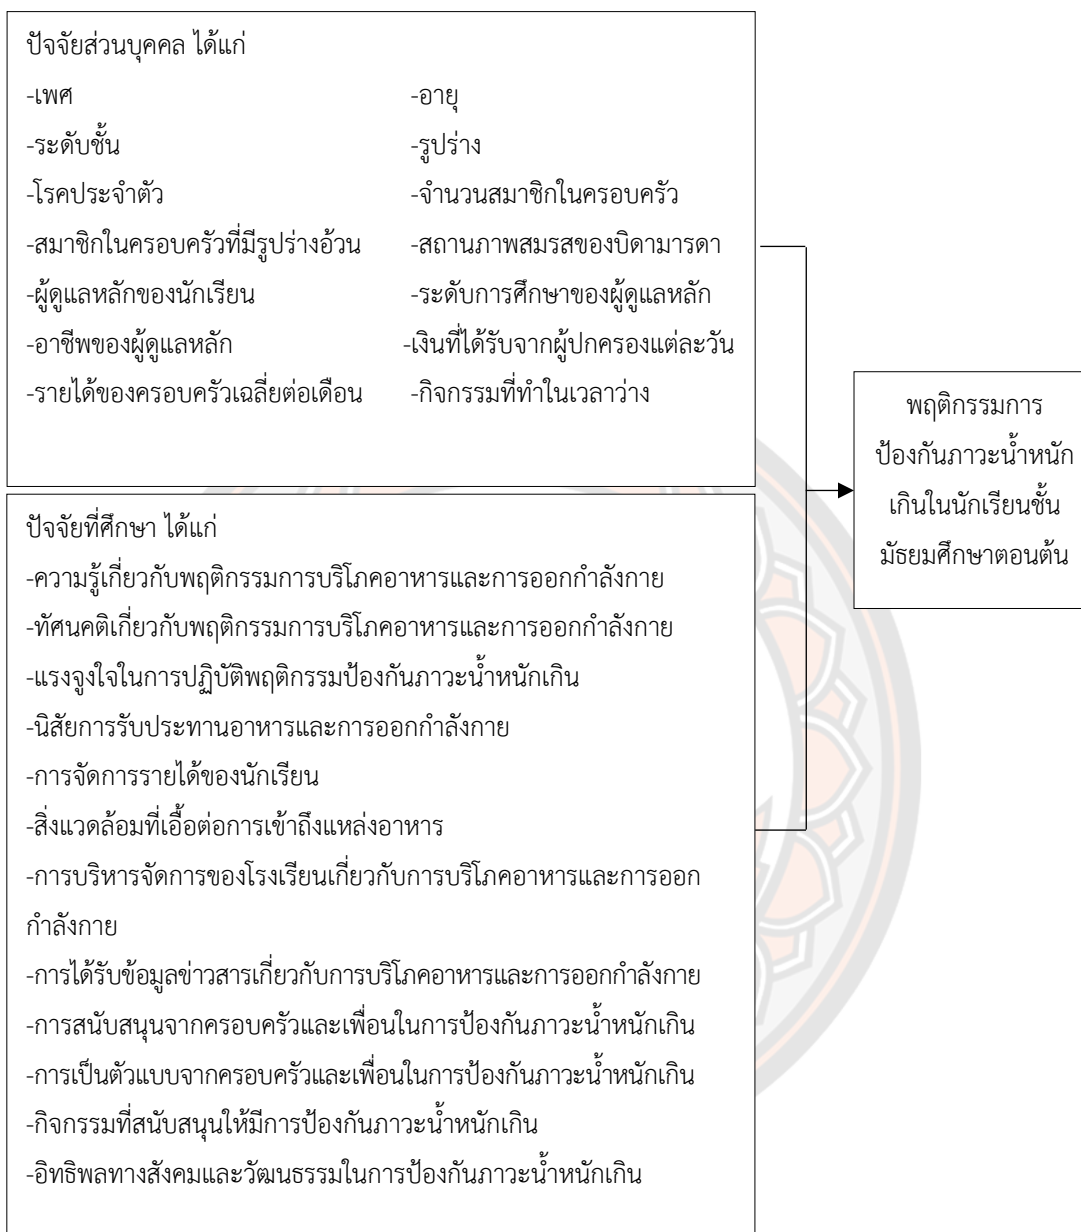 ปัจจัยส่วนบุคคล ได้แก่
-เพศ -อายุ
-ระดับชั้น -รูปร่าง
-โรคประจำตัว -จำนวนสมาชิกในครอบครัว
-สมาชิกในครอบครัวที่มีรูปร่างอ้วน -สถานภาพสมรสของบิดามารดา
-ผู้ดูแลหลักของนักเรียน -ระดับการศึกษาของผู้ดูแลหลัก
-อาชีพของผู้ดูแลหลัก -เงินที่ได้รับจากผู้ปกครองแต่ละวัน
-รายได้ของครอบครัวเฉลี่ยต่อเดือน -กิจกรรมที่ทำในเวลาว่าง
ปัจจัยที่ศึกษา ได้แก่
-ความรู้เกี่ยวกับพฤติกรรมการบริโภคอาหารและการออกกำลังกาย
-ทัศนคติเกี่ยวกับพฤติกรรมการบริโภคอาหารและการออกกำลังกาย
-แรงจูงใจในการปฏิบัติพฤติกรรมป้องกันภาวะน้ำหนักเกิน
-นิสัยการรับประทานอาหารและการออกกำลังกาย
-การจัดการรายได้ของนักเรียน
-สิ่งแวดล้อมที่เอื้อต่อการเข้าถึงแหล่งอาหาร
-การบริหารจัดการของโรงเรียนเกี่ยวกับการบริโภคอาหารและการออก
กำลังกาย
-การได้รับข้อมูลข่าวสารเกี่ยวกับการบริโภคอาหารและการออกกำลังกาย
-การสนับสนุนจากครอบครัวและเพื่อนในการป้องกันภาวะน้ำหนักเกิน
-การเป็นตัวแบบจากครอบครัวและเพื่อนในการป้องกันภาวะน้ำหนักเกิน
-กิจกรรมที่สนับสนุนให้มีการป้องกันภาวะน้ำหนักเกิน
-อิทธิพลทางสังคมและวัฒนธรรมในการป้องกันภาวะน้ำหนักเกิน
พฤติกรรมการ
ป้องกันภาวะน้ำหนัก
เกินในนักเรียนชั้น
มัธยมศึกษาตอนต้น